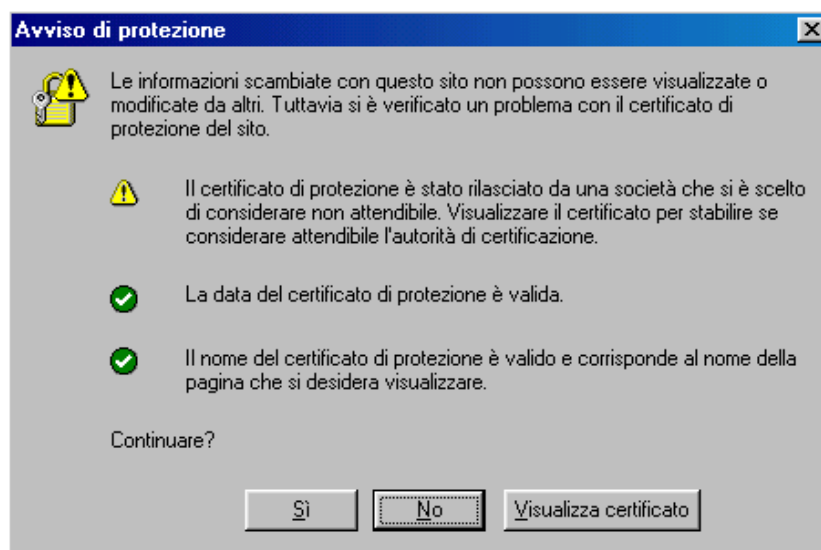 Avviso di protezione
Le informazioni scambiate con questo sito non possono essere visualizzate o
modificate da altri. Tuttavia si è verificato un problema con il certificato di
protezione del sito.
Il certificato di protezione è stato rilasciato da una società che si è scelto
di considerare non attendibile. Visualizzare il certificato per stabilire se
considerare attendibile l'autorità di certificazione.
La data del certificato di protezione è valida.
Il nome del certificato di protezione è valido e corrisponde al nome della
pagina che si desidera visualizzare.
Continuare?
Sì No Visualizza certificato